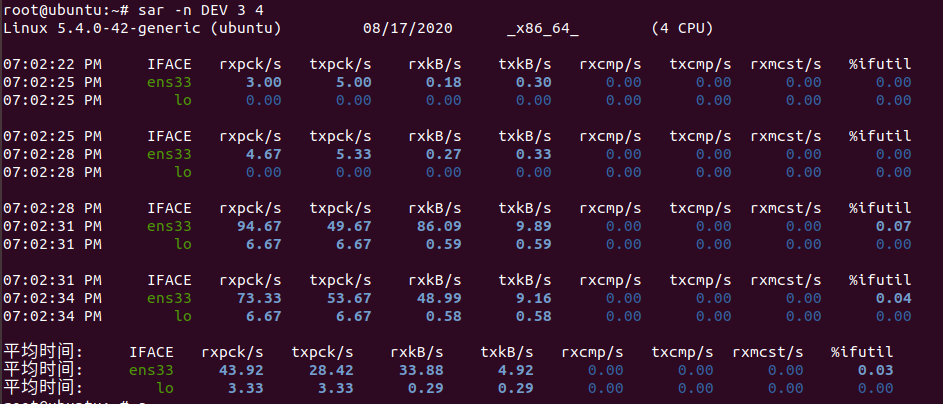 root@ubuntu:~# sar -n DEV 3 4
Linux 5.4.0-42-generic (ubuntu) 08/17/2020 _x86_64_ (4 CPU)
07:02:22 PM IFACE rxpck/s txpck/s rxkB/s txkB/s rxcmp/s txcmp/s rxmcst/s %ifutil
07:02:25 PM ens33 3.00 5.00 0.18 0.30 0.00 0.00 0.00 0.00
07:02:25 PM lo 0.00 0.00 0.00 0.00 0.00 0.00 0.00 0.00
07:02:25 PM IFACE rxpck/s txpck/s rxkB/s txkB/s rxcmp/s txcmp/s rxmcst/s %ifutil
07:02:28 PM ens33 4.67 5.33 0.27 0.33 0.00 0.00 0.00 0.00
07:02:28 PM lo 0.00 0.00 0.00 0.00 0.00 0.00 0.00 0.00
07:02:28 PM IFACE rxpck/s txpck/s rxkB/s txkB/s rxcmp/s txcmp/s rxmcst/s %ifutil
07:02:31 PM ens33 94.67 49.67 86.09 9.89 0.00 0.00 0.00 0.07
07:02:31 PM lo 6.67 6.67 0.59 0.59 0.00 0.00 0.00 0.00
07:02:31 PM IFACE rxpck/s txpck/s rxkB/s txkB/s rxcmp/s txcmp/s rxmcst/s %ifutil
07:02:34 PM ens33 73.33 53.67 48.99 9.16 0.00 0.00 0.00 0.04
07:02:34 PM lo 6.67 6.67 0.58 0.58 0.00 0.00 0.00 0.00
平均时间: IFACE rxpck/s txpck/s rxkB/s txkB/s rxcmp/s txcmp/s rxmcst/s %ifutil
平均时间: ens33 43.92 28.42 33.88 4.92 0.00 0.00 0.00 0.03
平均时间: lo 3.33 3.33 0.29 0.29 0.00 0.00 0.00 0.00